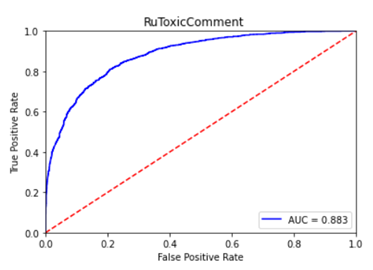 RuToxicComment
1.0
0.8
0.6
0.4
0.2
0.0
True Positive Rate
AUC = 0.883
0.0 0.2 0.4 0.6 0.8 1.0
False Positive Rate